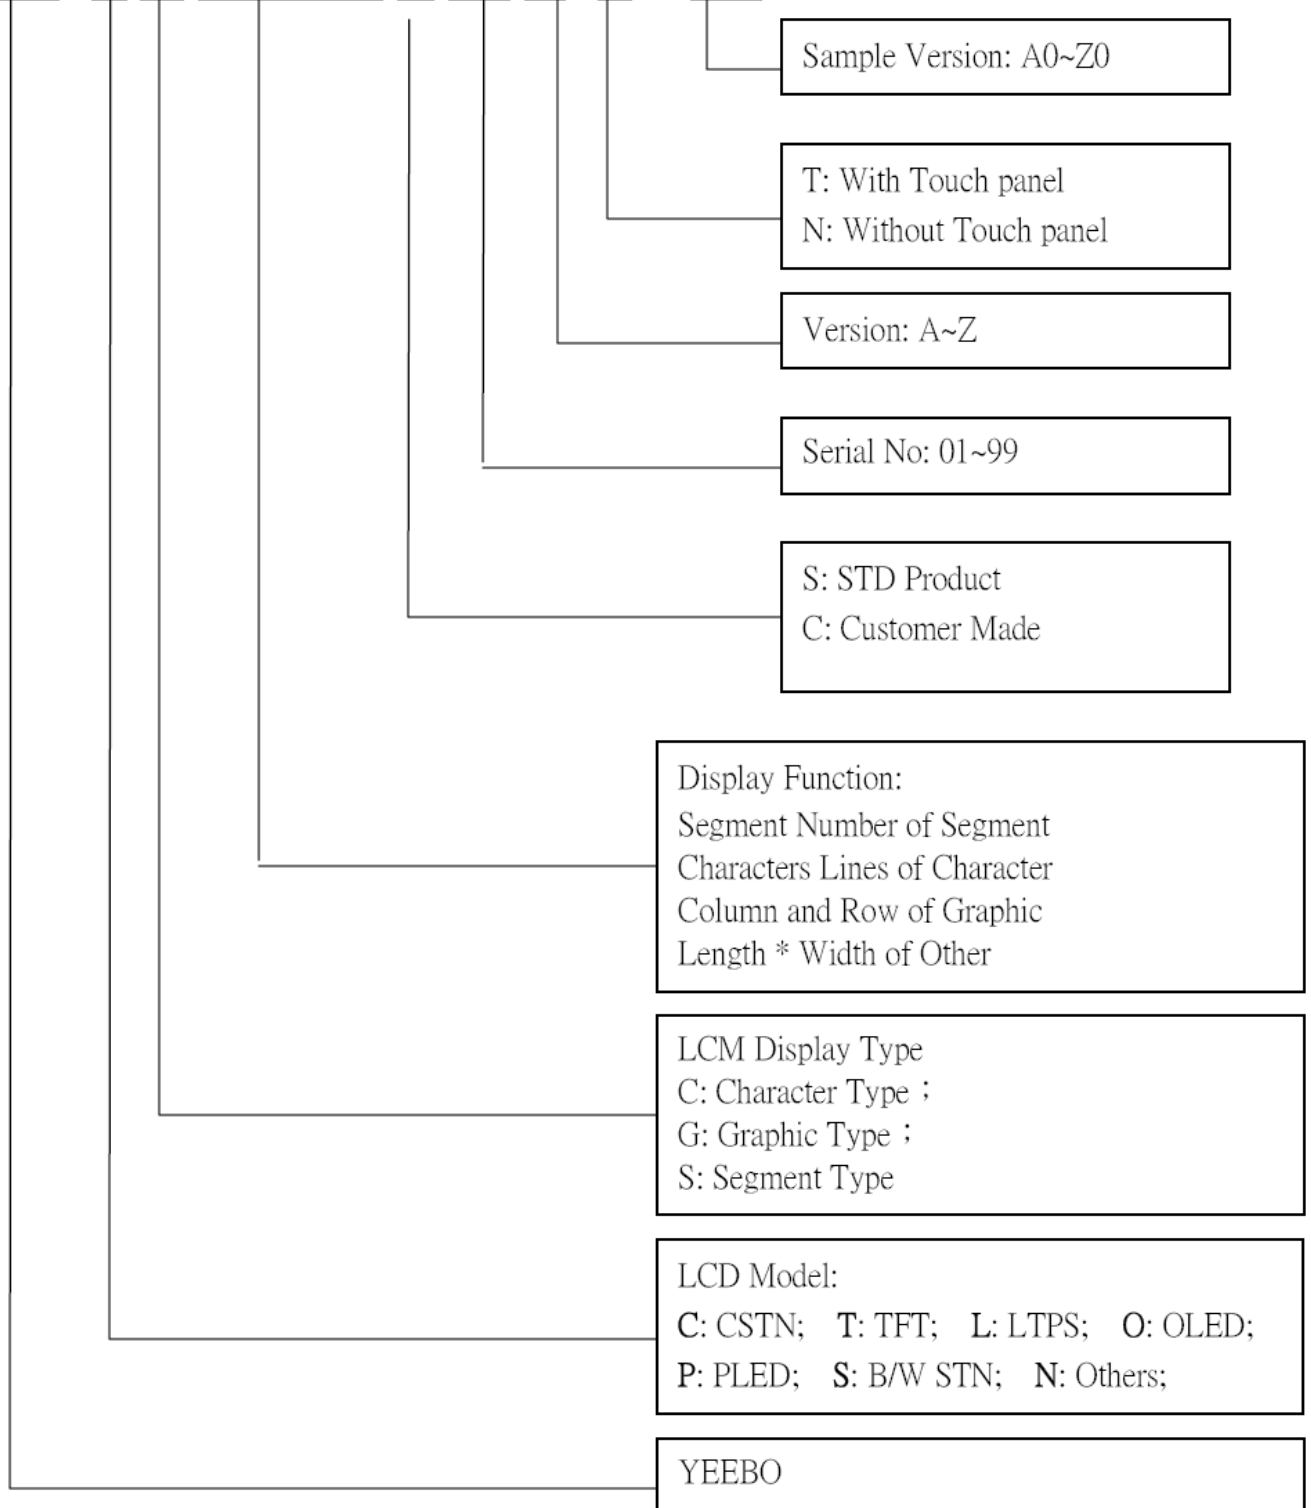 Sample Version: A0~Z0
T: With Touch panel
N: Without Touch panel
Version: A~Z
Serial No: 01~99
S: STD Product
C: Customer Made
Display Function:
Segment Number of Segment
Characters Lines of Character
Column and Row of Graphic
Length * Width of Other
LCM Display Type
C: Character Type；
G: Graphic Type；
S: Segment Type
LCD Model:
C: CSTN; T: TFT; L: LTPS; O: OLED;
P: PLED; S: B/W STN; N: Others;
YEEBO